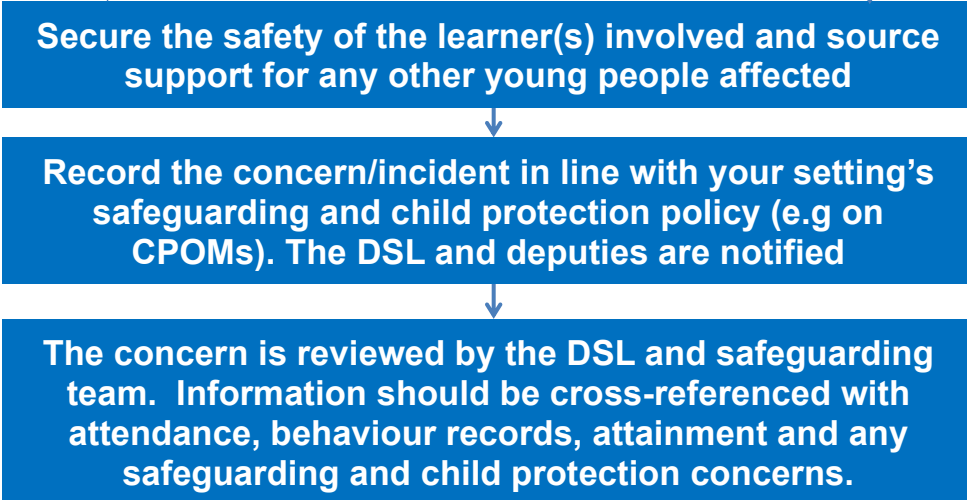 Secure the safety of the learner(s) involved and source
support for any other young people affected
Record the concern/incident in line with your setting’s
safeguarding and child protection policy (e.g on
CPOMs). The DSL and deputies are notified
The concern is reviewed by the DSL and safeguarding
team.  Information should be cross-referenced with
attendance, behaviour records, attainment and any
safeguarding and child protection concerns.